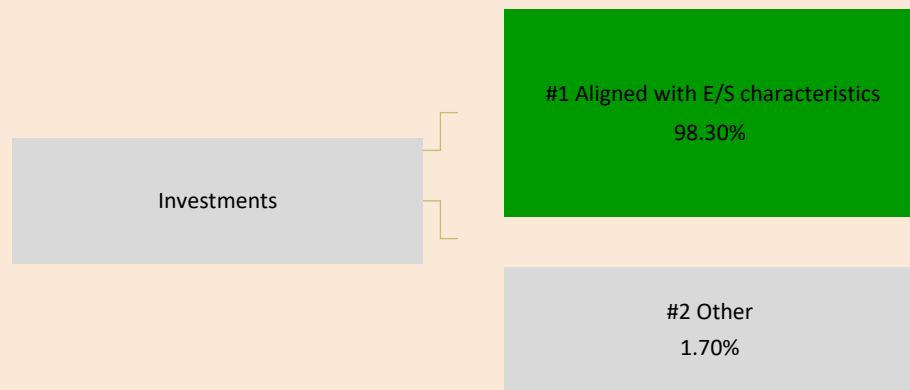 #1 Aligned with E/S characteristics
98.30%
Investments
#2 Other
1.70%